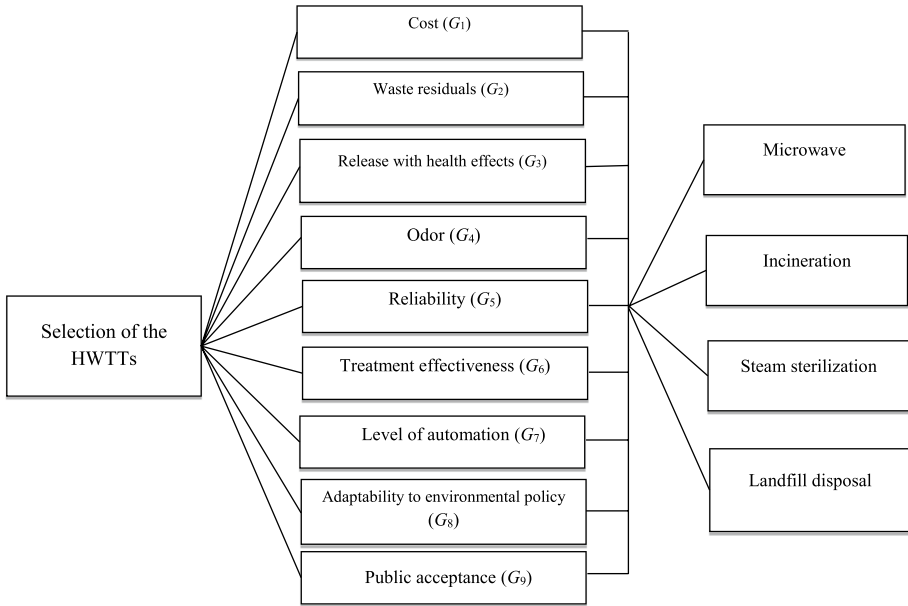 Selection of the
HWTTs
Cost (G1)
Waste residuals (G2)
Release with health effects (G3)
Odor (G4)
Reliability (G5)
Treatment effectiveness (G6)
Level of automation (G7)
Adaptability to environmental policy
(G8)
Public acceptance (G9)
Microwave
Incineration
Steam sterilization
Landfill disposal